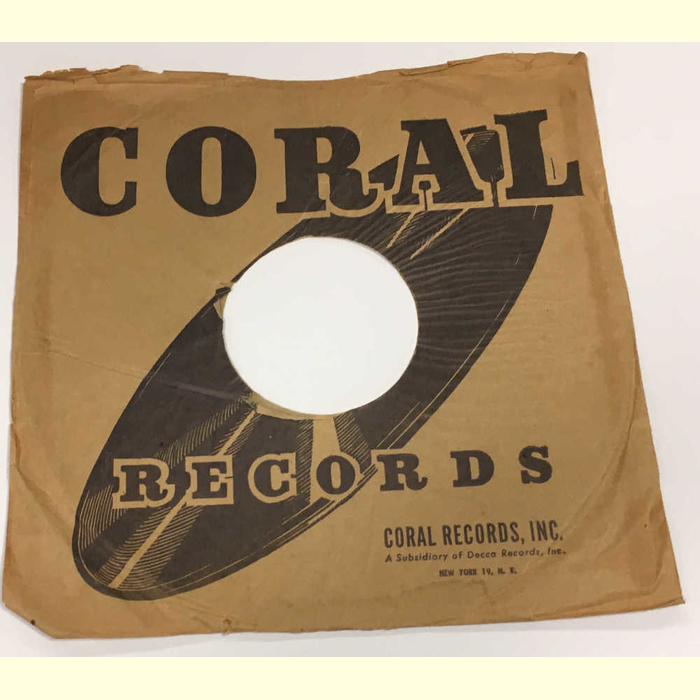 CORAL
RECORDS
CORAL RECORDS, INC.
A Subsidiary of Decca Records, Inc.
NEW YORK 19, N. Y.